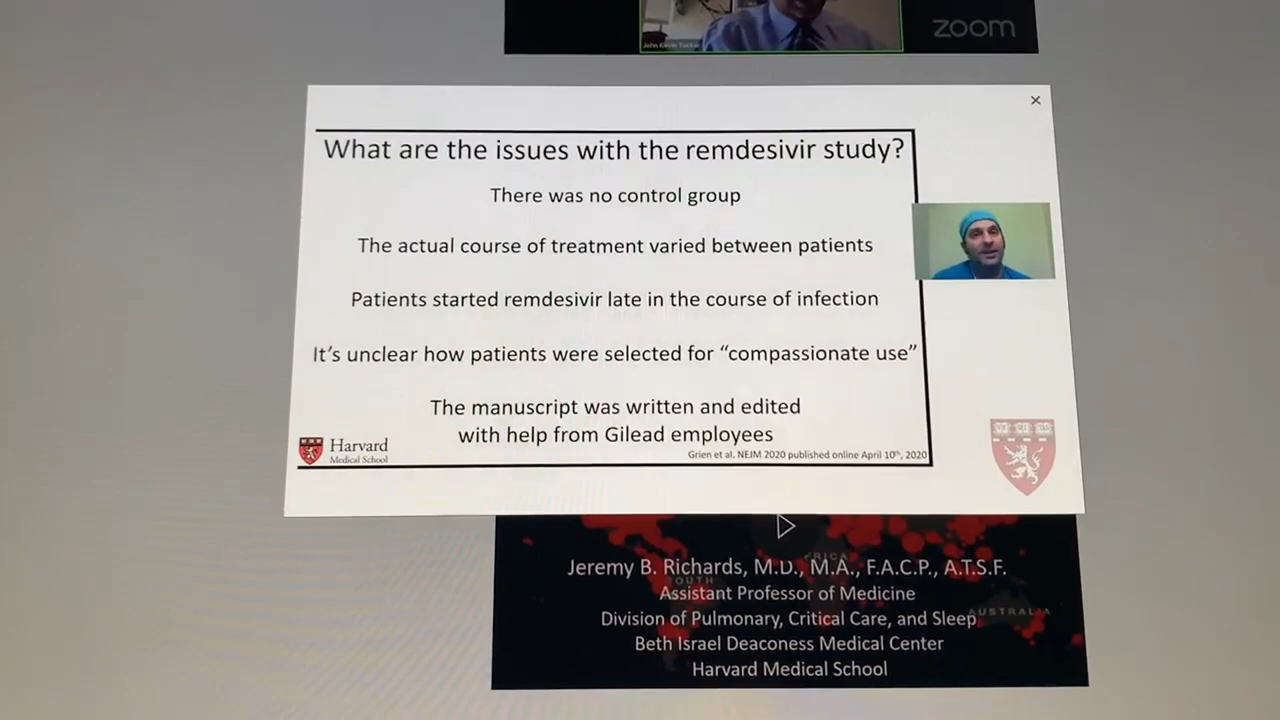 John Kevin Tucker
zoom
What are the issues with the remdesivir study?
There was no control group
The actual course of treatment varied between patients
Patients started remdesivir late in the course of infection
It's unclear how patients were selected for "compassionate use"
The manuscript was written and edited
with help from Gilead employees
Harvard
Medical School
Grien et al. NEJM 2020 published online April 10th, 2020
Jeremy B. Richards, M.D., M.A., F.A.C.P., A.T.S.F.
Assistant Professor of Medicine
Division of Pulmonary, Critical Care, and Sleep
AUSTRALIA
Beth Israel Deaconess Medical Center
Harvard Medical School